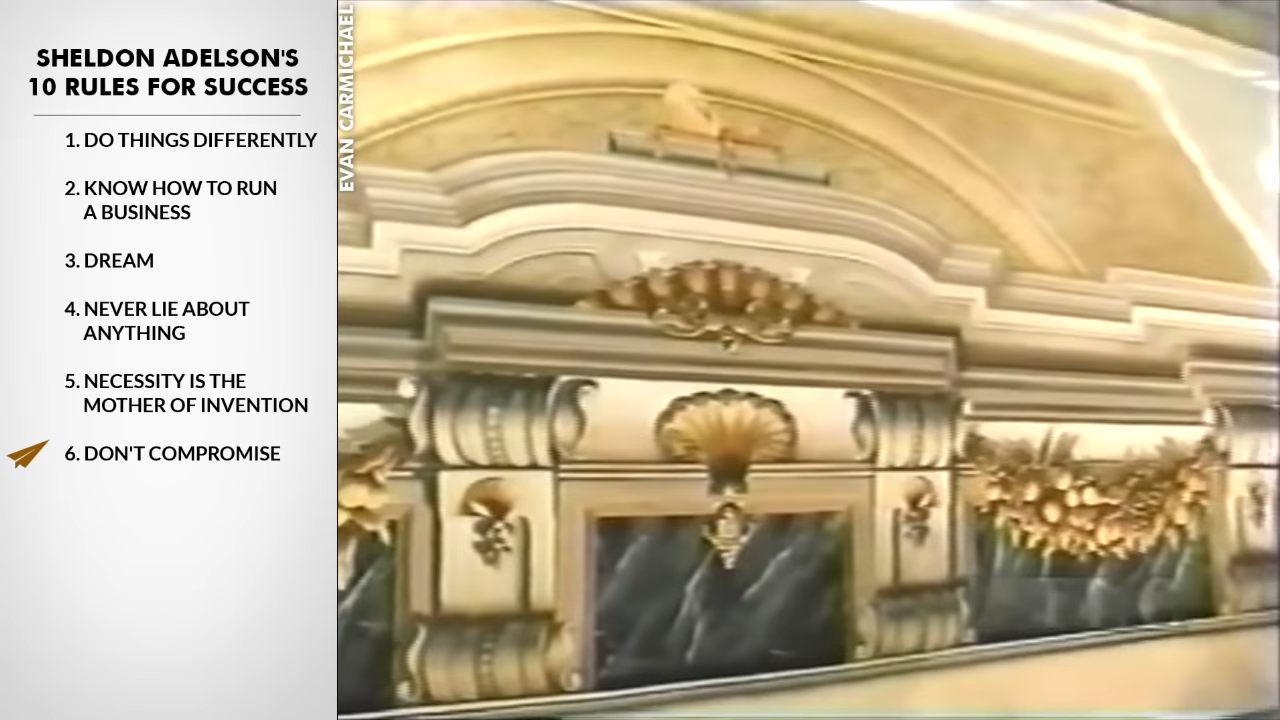 SHELDON ADELSON'S
10 RULES FOR SUCCESS
1. DO THINGS DIFFERENTLY
2. KNOW HOW TO RUN
A BUSINESS
3. DREAM
4. NEVER LIE ABOUT
ANYTHING
5. NECESSITY IS THE
MOTHER OF INVENTION
6. DON'T COMPROMISE
EVAN CARMICHAEL